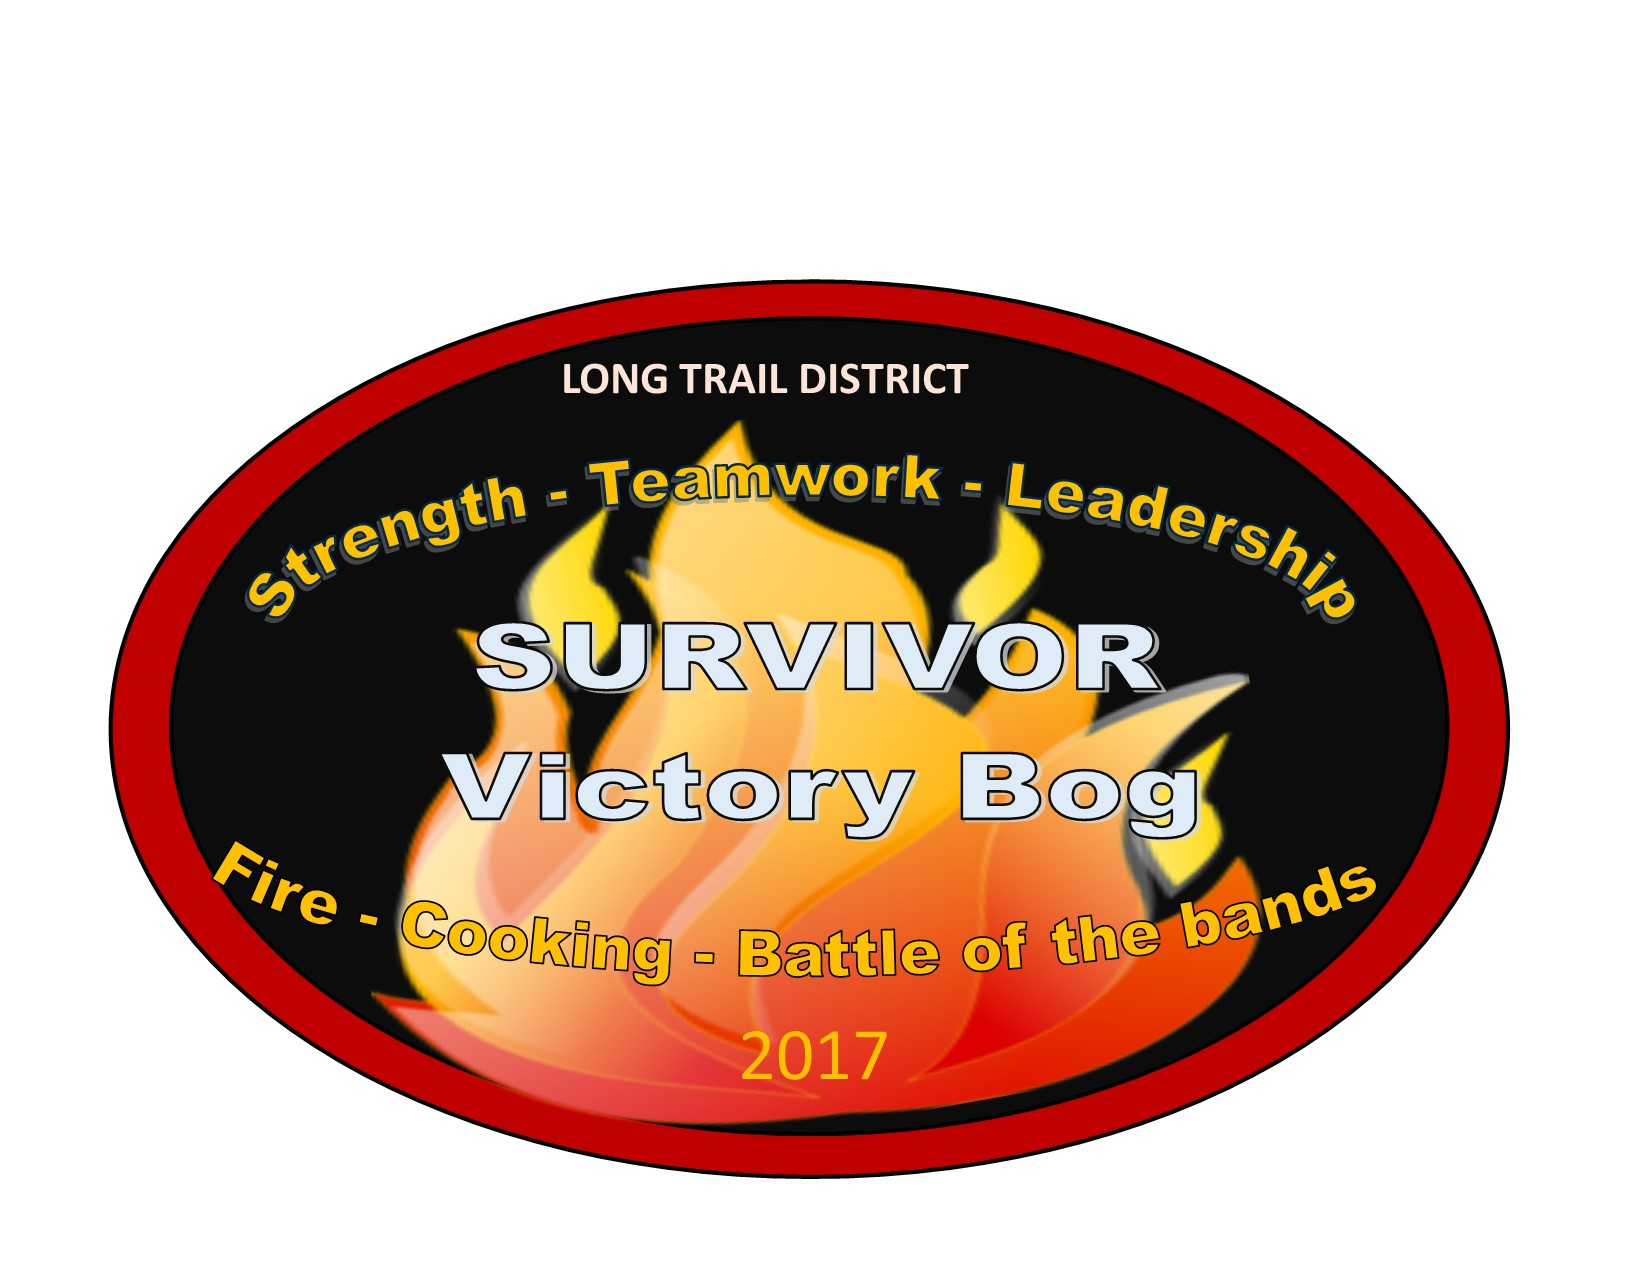 LONG TRAIL DISTRICT
Strength - Teamwork - Leadership
SURVIVOR
Victory Bog
Fire - Cooking - Battle of the bands
2017